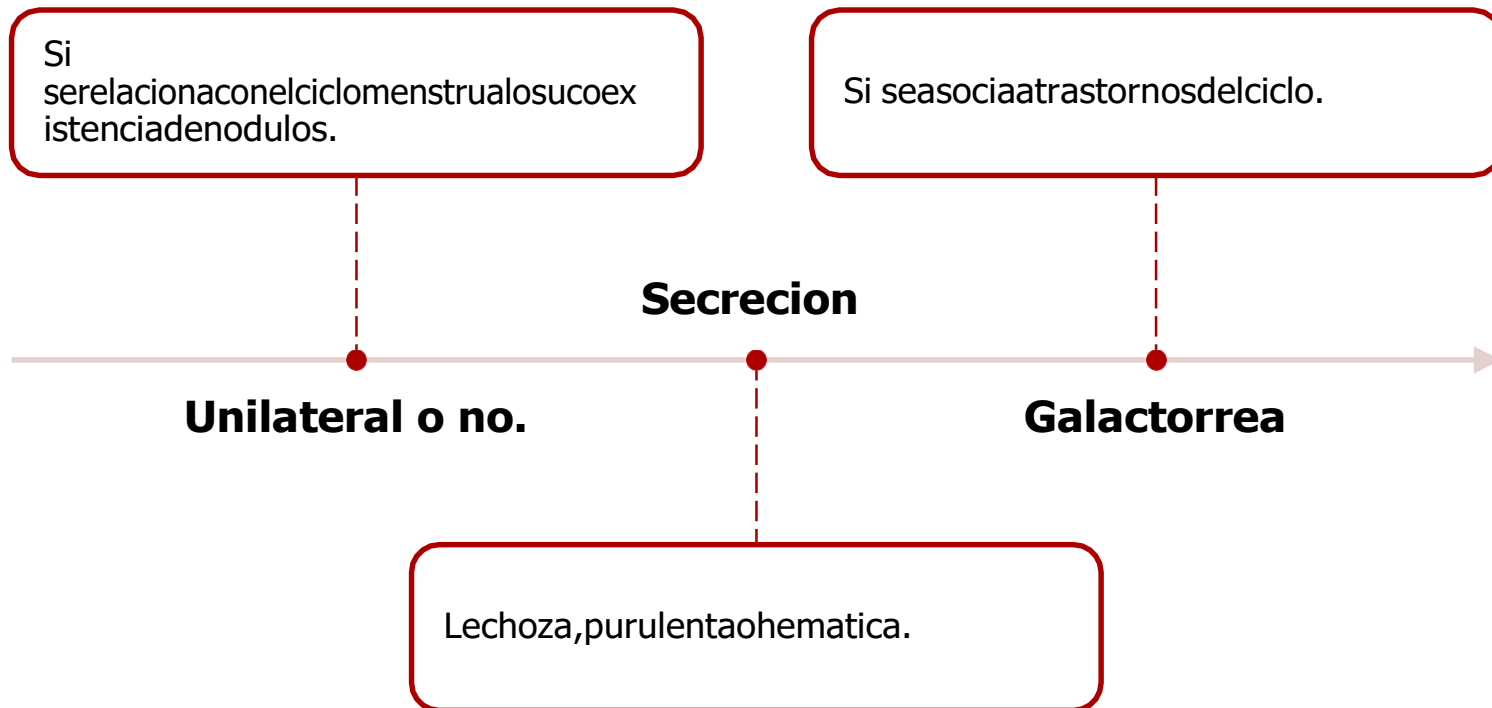 Si
serelacionaconelciclomenstrualosucoex
istenciadenodulos.
Si seasociaatrastornosdelciclo.
Secrecion
Unilateral o no.
Galactorrea
Lechoza,purulentaohematica.